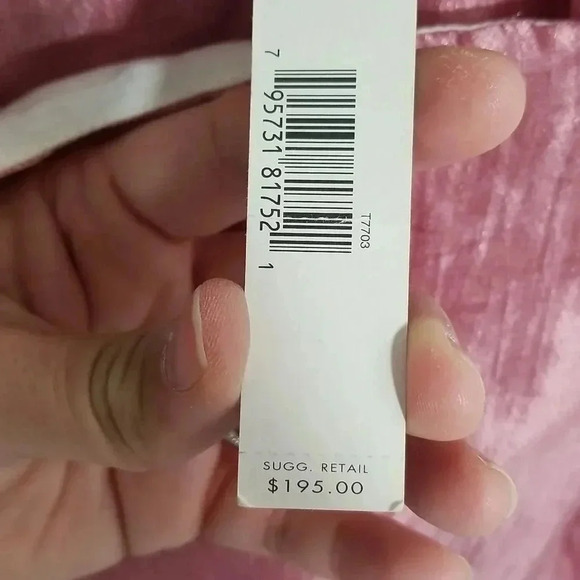 7 95731 81752 1
T7703
SUGG. RETAIL
$195.00